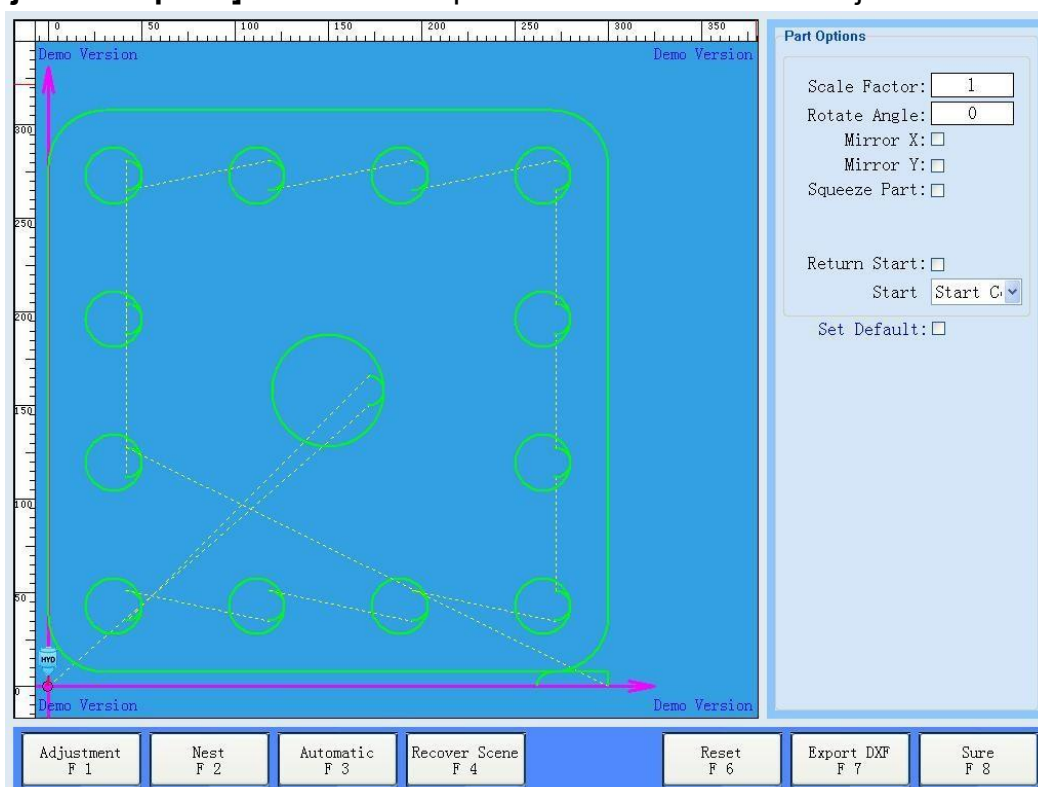 0 50 100 150 200 250 300 350
Part Options
Demo Version Demo Version
Scale Factor: 1
Rotate Angle: 0
Mirror X:
Mirror Y:
Squeeze Part:
Return Start:
Start Start C
Set Default:
300
250
200
150
100
50
0
HYD
Demo Version Demo Version
Adjustment Nest Automatic Recover Scene Reset Export DXF Sure
F 1 F 2 F 3 F 4 F 6 F 7 F 8